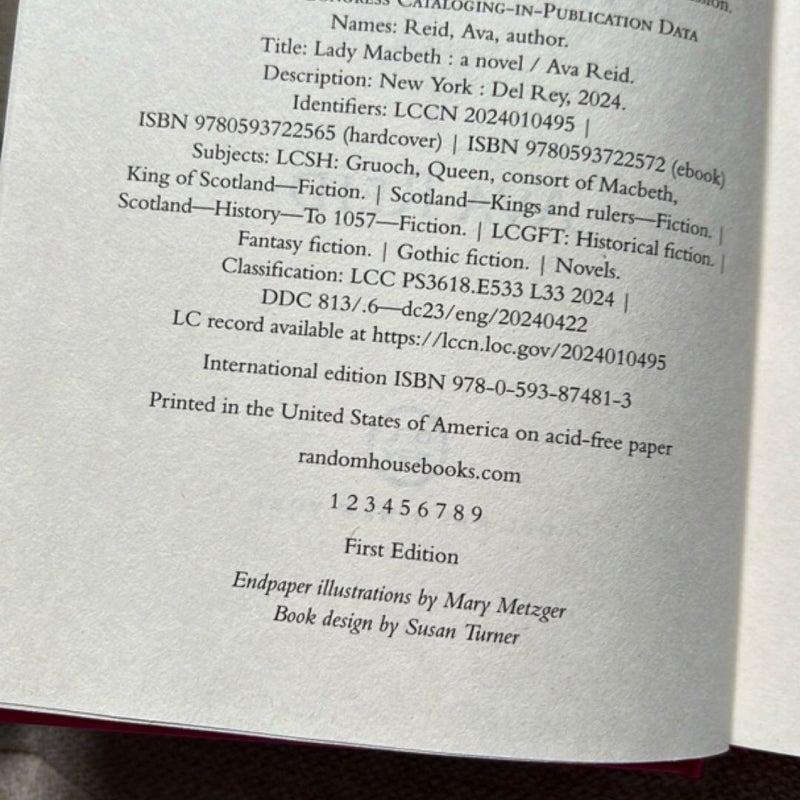 Cataloging-in-Publication Data
Names: Reid, Ava, author.
Title: Lady Macbeth : a novel / Ava Reid.
Description: New York : Del Rey, 2024.
Identifiers: LCCN 2024010495 |
ISBN 9780593722565 (hardcover) | ISBN 9780593722572 (ebook)
Subjects: LCSH: Gruoch, Queen, consort of Macbeth,
King of Scotland—Fiction. | Scotland—Kings and rulers—Fiction. |
Scotland—History—To 1057—Fiction. | LCGFT: Historical fiction. |
Fantasy fiction. | Gothic fiction. | Novels.
Classification: LCC PS3618.E533 L33 2024 |
DDC 813/.6—dc23/eng/20240422
LC record available at https://lccn.loc.gov/2024010495
International edition ISBN 978-0-593-87481-3
Printed in the United States of America on acid-free paper
randomhousebooks.com
1 2 3 4 5 6 7 8 9
First Edition
Endpaper illustrations by Mary Metzger
Book design by Susan Turner